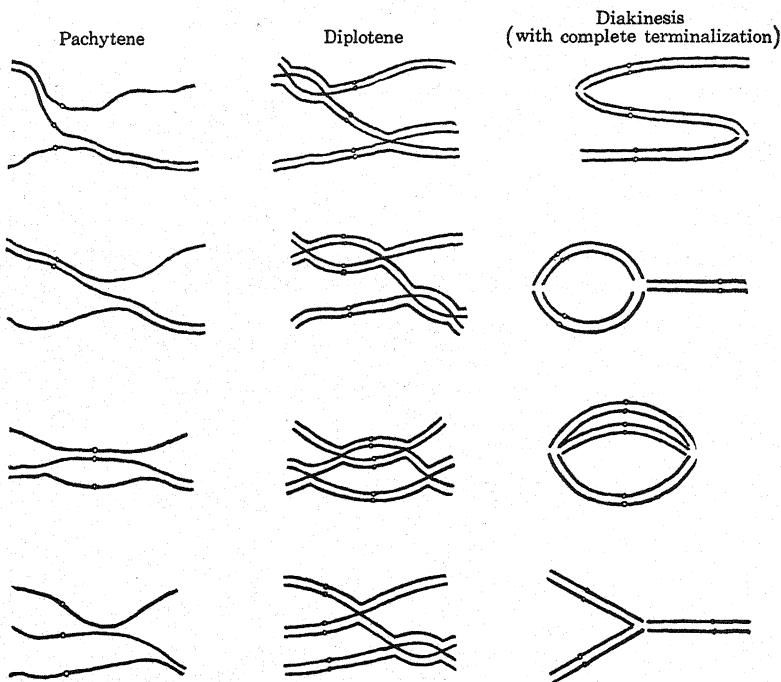 Pachytene
Diplotene
Diakinesis
(with complete terminalization)